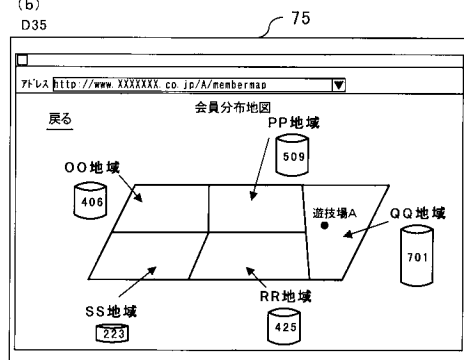 (b)
D35
75
アドレス http://www.XXXXXXX.co.jp/A/membermap
会員分布地図
戻る
PP地域
509
OO地域
406
遊技場A
QQ地域
701
SS地域
223
RR地域
425